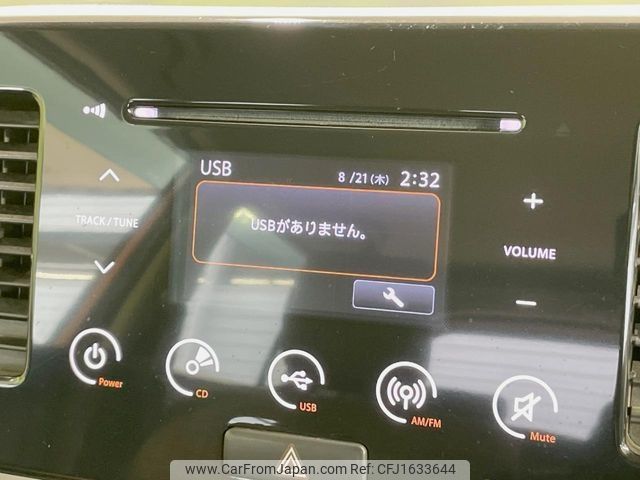 USB
8/21(木) 2:32
USBがありません。
TRACK/TUNE
VOLUME
Power
CD
USB
AM/FM
Mute
www.CarFromJapan.com - CFJ1633644